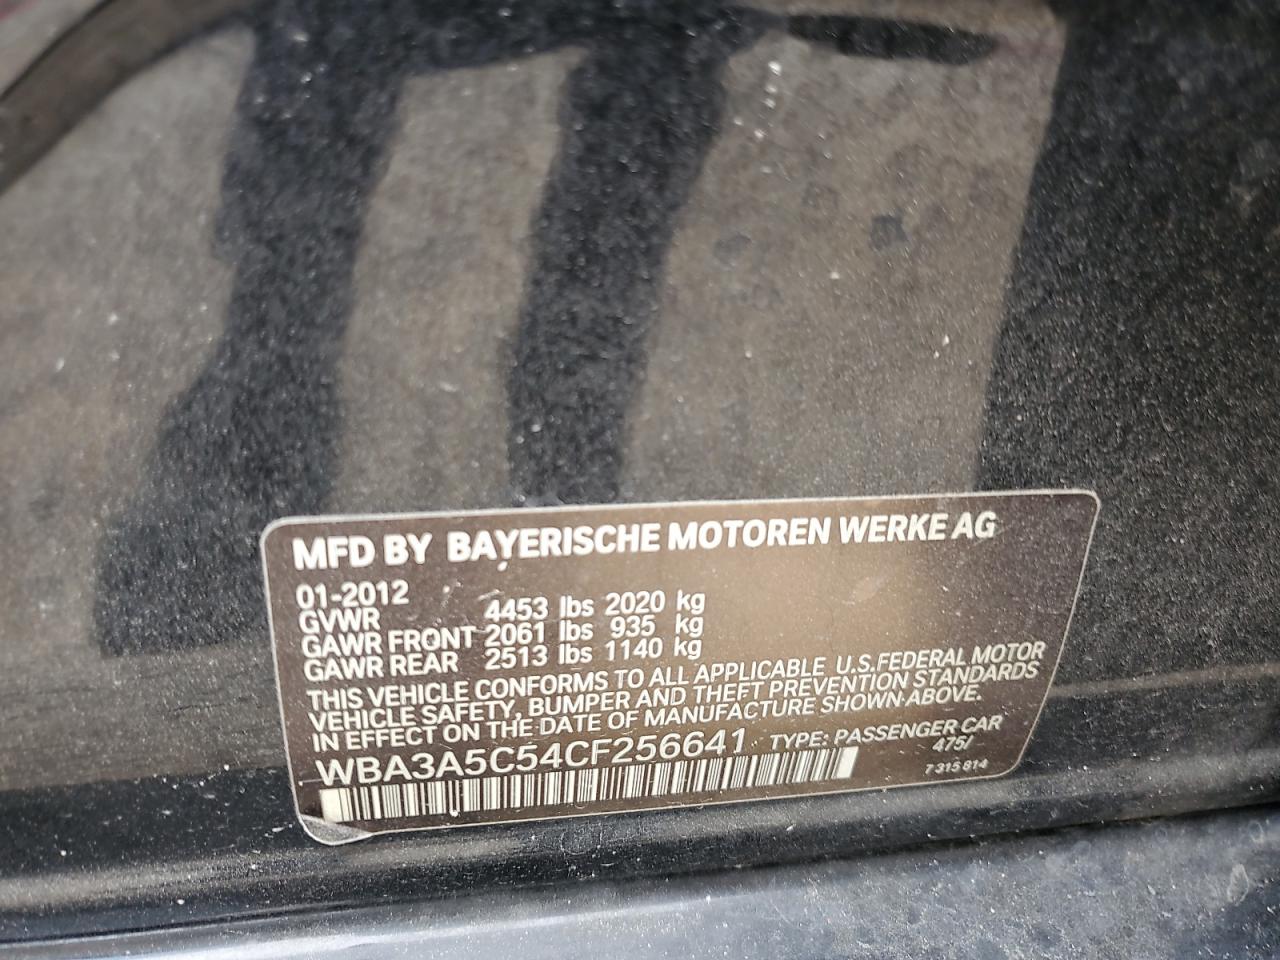 MFD BY BAYERISCHE MOTOREN WERKE AG
01-2012
GVWR 4453 lbs 2020 kg
GAWR FRONT 2061 lbs 935 kg
GAWR REAR 2513 lbs 1140 kg
THIS VEHICLE CONFORMS TO ALL APPLICABLE U.S.FEDERAL MOTOR
VEHICLE SAFETY, BUMPER AND THEFT PREVENTION STANDARDS
IN EFFECT ON THE DATE OF MANUFACTURE SHOWN ABOVE.
WBA3A5C54CF256641 TYPE: PASSENGER CAR
475/
7 315 814